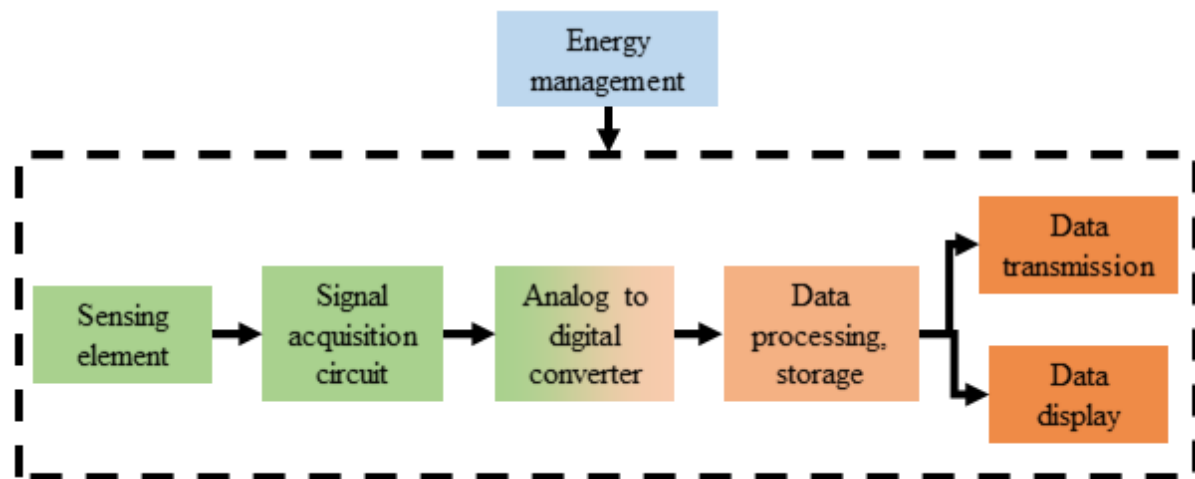 Energy
management
Sensing
element
Signal
acquisition
circuit
Analog to
digital
converter
Data
processing,
storage
Data
transmission
Data
display